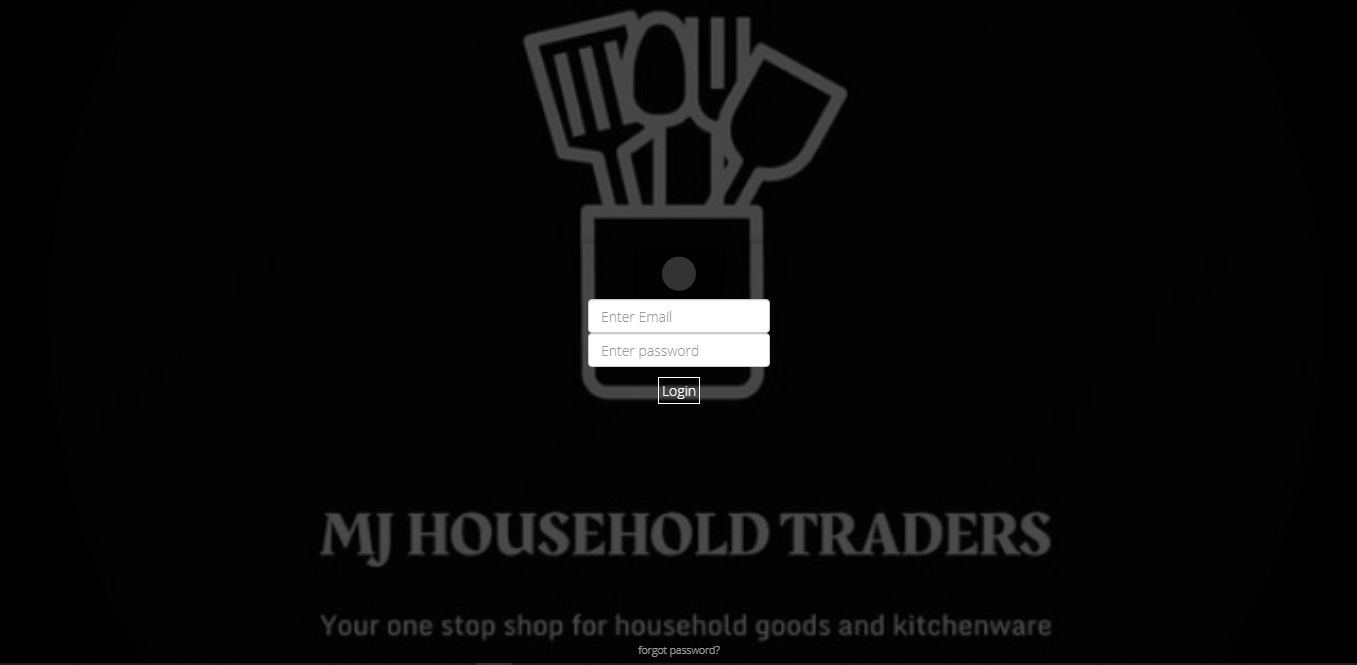 Enter Email
Enter password
Login
MJ HOUSEHOLD TRADERS
Your one stop shop for household goods and kitchenware
forgot password?